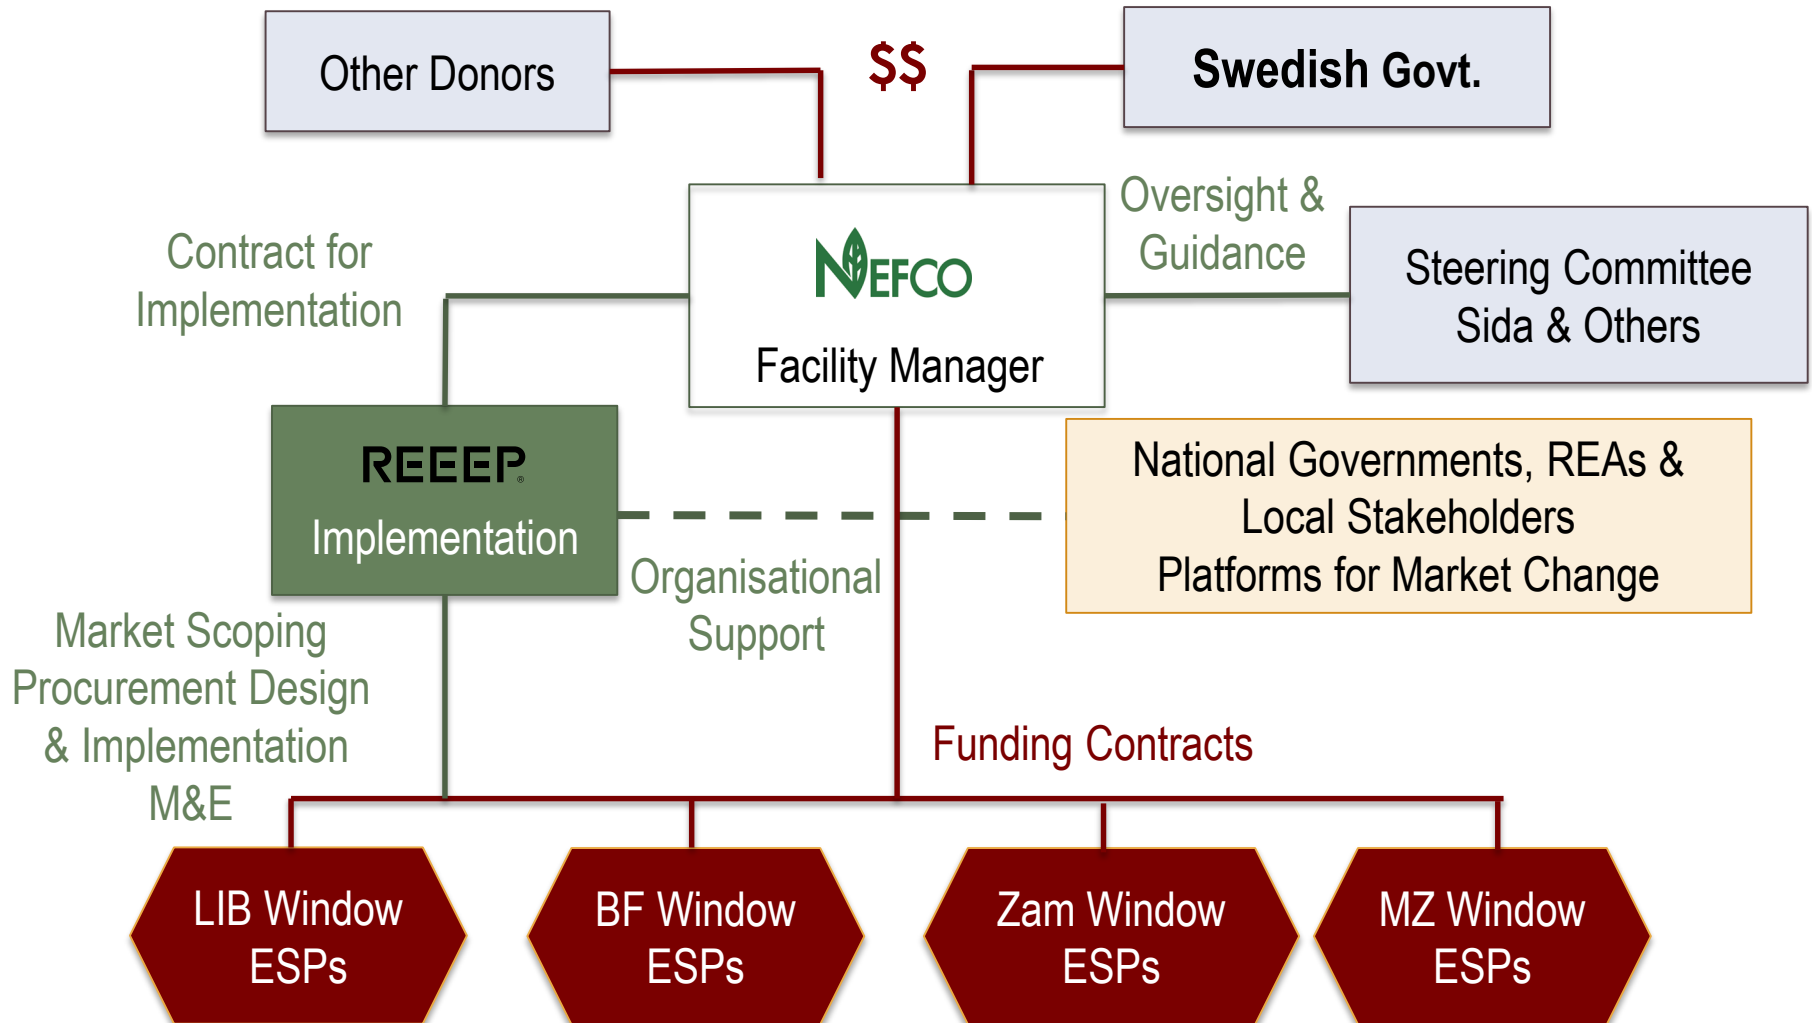 Other Donors
$$
Swedish Govt.
Oversight &
Guidance
Contract for
Implementation
NEFCO
Facility Manager
Steering Committee
Sida & Others
REEEP®
Implementation
National Governments, REAs &
Local Stakeholders
Platforms for Market Change
Organisational
Support
Market Scoping
Procurement Design
& Implementation
M&E
Funding Contracts
LIB Window
ESPs
BF Window
ESPs
Zam Window
ESPs
MZ Window
ESPs